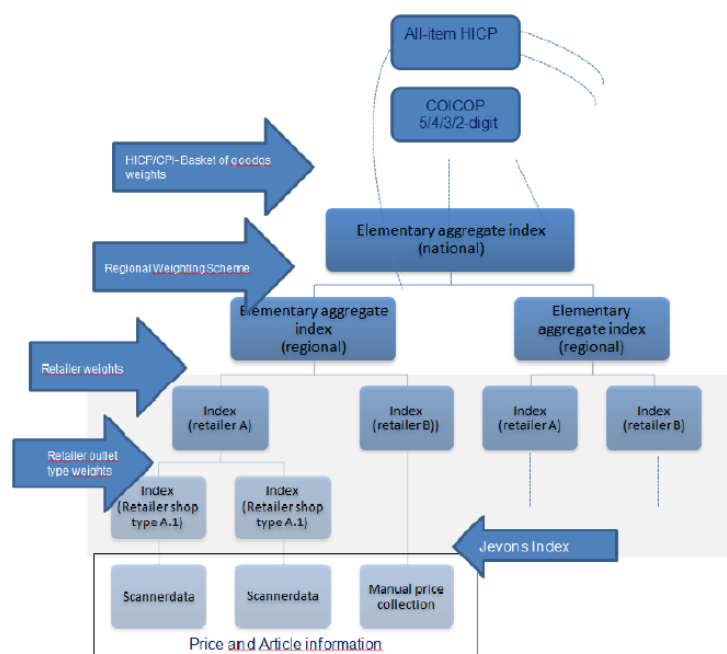 All-item HICP
COICOP
5/4/3/2-digit
HICP/CPI-Basket of goodgs
weights
Elementary aggregate index
(national)
Regional Weighting Scheme
Elementary aggregate
index
(regional)
Elementary
aggregate index
(regional)
Retailer weights
Index
(retailer A)
Index
(retailer B))
Index
(retailer A)
Index
(retailer B)
Retailer outlet
type weights
Index
(Retailer shop
type A.1)
Index
(Retailer shop
type A.1)
Jevons Index
Scannerdata
Scannerdata
Manual price
collection
Price and Article information